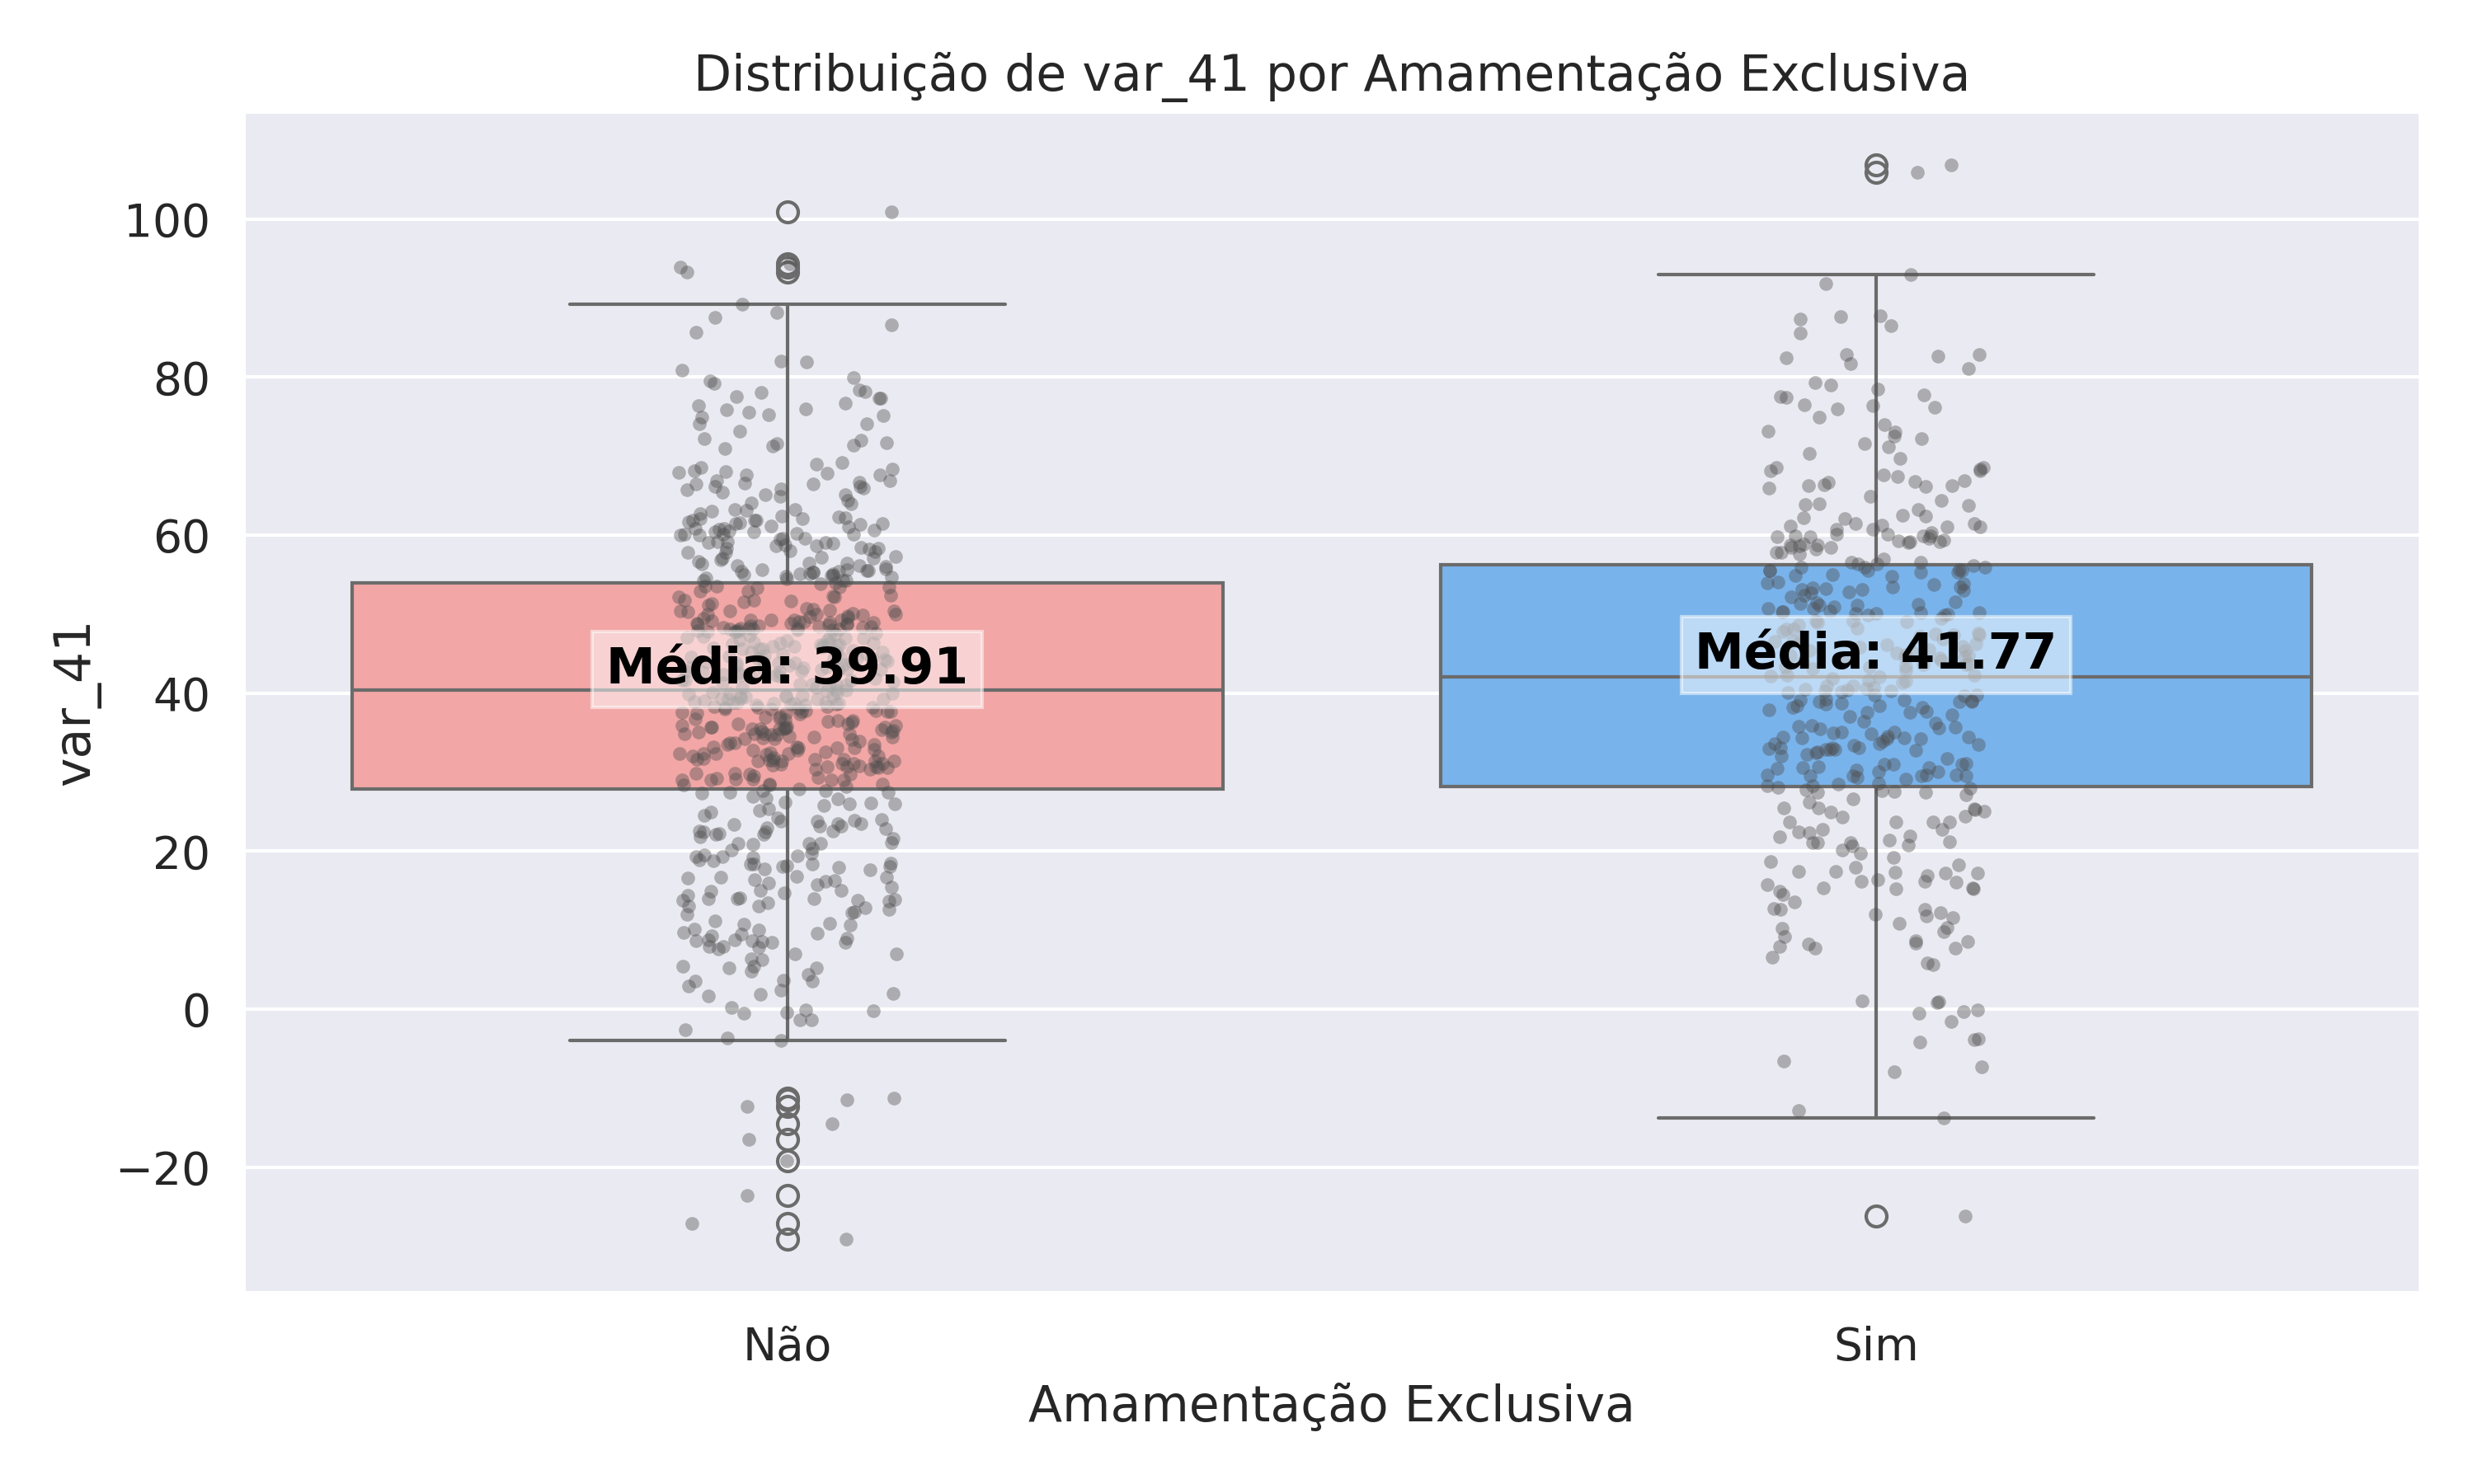 Distribuição de var_41 por Amamentação Exclusiva
var_41
100
80
60
40
20
0
−20
Média: 39.91
Média: 41.77
Não
Sim
Amamentação Exclusiva